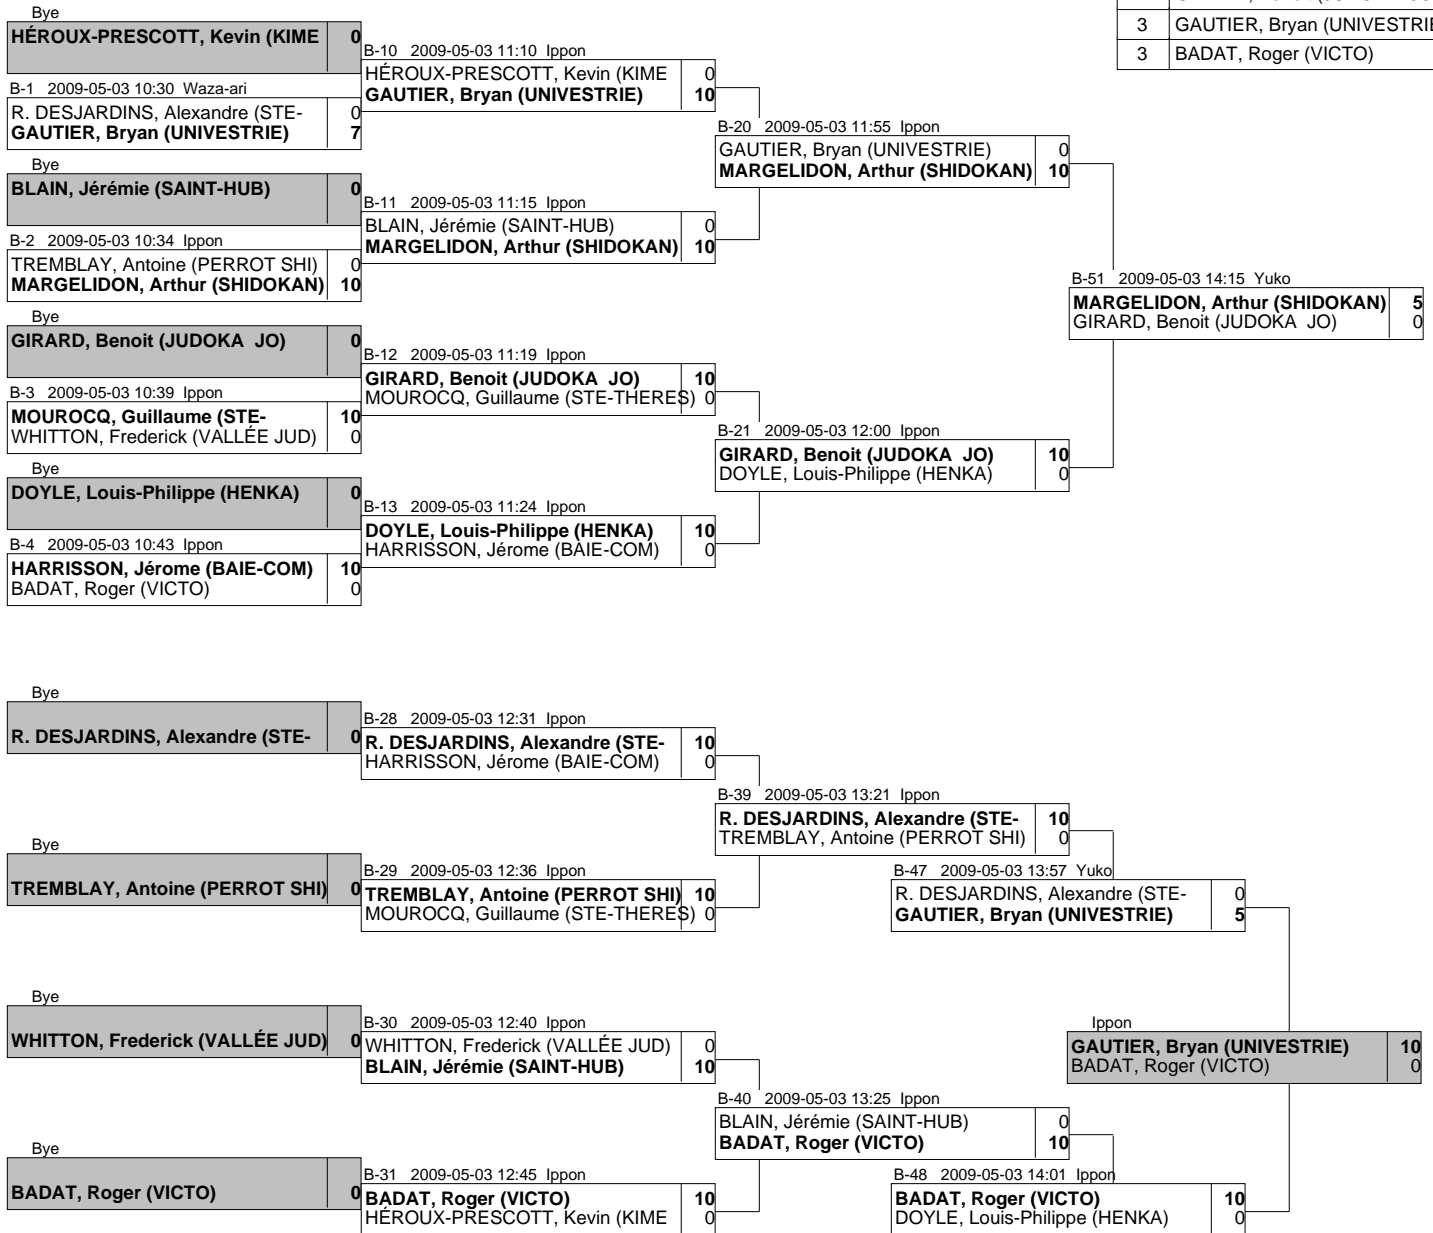 3 GAUTIER, Bryan (UNIVESTRIE
3 BADAT, Roger (VICTO)
Bye
HÉROUX-PRESCOTT, Kevin (KIME 0
B-1 2009-05-03 10:30 Waza-ari
R. DESJARDINS, Alexandre (STE- 0
GAUTIER, Bryan (UNIVESTRIE) 7
Bye
BLAIN, Jérémie (SAINT-HUB) 0
B-2 2009-05-03 10:34 Ippon
TREMBLAY, Antoine (PERROT SHI) 0
MARGELIDON, Arthur (SHIDOKAN) 10
Bye
GIRARD, Benoit (JUDOKA JO) 0
B-3 2009-05-03 10:39 Ippon
MOUROCQ, Guillaume (STE- 10
WHITTON, Frederick (VALLÉE JUD) 0
Bye
DOYLE, Louis-Philippe (HENKA) 0
B-4 2009-05-03 10:43 Ippon
HARRISSON, Jérome (BAIE-COM) 10
BADAT, Roger (VICTO) 0
B-10 2009-05-03 11:10 Ippon
HÉROUX-PRESCOTT, Kevin (KIME 0
GAUTIER, Bryan (UNIVESTRIE) 10
B-11 2009-05-03 11:15 Ippon
BLAIN, Jérémie (SAINT-HUB) 0
MARGELIDON, Arthur (SHIDOKAN) 10
B-12 2009-05-03 11:19 Ippon
GIRARD, Benoit (JUDOKA JO) 10
MOUROCQ, Guillaume (STE-THERES) 0
B-13 2009-05-03 11:24 Ippon
DOYLE, Louis-Philippe (HENKA) 10
HARRISSON, Jérome (BAIE-COM) 0
B-20 2009-05-03 11:55 Ippon
GAUTIER, Bryan (UNIVESTRIE) 0
MARGELIDON, Arthur (SHIDOKAN) 10
B-21 2009-05-03 12:00 Ippon
GIRARD, Benoit (JUDOKA JO) 10
DOYLE, Louis-Philippe (HENKA) 0
B-51 2009-05-03 14:15 Yuko
MARGELIDON, Arthur (SHIDOKAN) 5
GIRARD, Benoit (JUDOKA JO) 0
Bye
R. DESJARDINS, Alexandre (STE- 0
Bye
TREMBLAY, Antoine (PERROT SHI) 0
Bye
WHITTON, Frederick (VALLÉE JUD) 0
Bye
BADAT, Roger (VICTO) 0
B-28 2009-05-03 12:31 Ippon
R. DESJARDINS, Alexandre (STE- 10
HARRISSON, Jérome (BAIE-COM) 0
B-29 2009-05-03 12:36 Ippon
TREMBLAY, Antoine (PERROT SHI) 10
MOUROCQ, Guillaume (STE-THERES) 0
B-30 2009-05-03 12:40 Ippon
WHITTON, Frederick (VALLÉE JUD) 0
BLAIN, Jérémie (SAINT-HUB) 10
B-31 2009-05-03 12:45 Ippon
BADAT, Roger (VICTO) 10
HÉROUX-PRESCOTT, Kevin (KIME 0
B-39 2009-05-03 13:21 Ippon
R. DESJARDINS, Alexandre (STE- 10
TREMBLAY, Antoine (PERROT SHI) 0
B-40 2009-05-03 13:25 Ippon
BLAIN, Jérémie (SAINT-HUB) 0
BADAT, Roger (VICTO) 10
B-47 2009-05-03 13:57 Yuko
R. DESJARDINS, Alexandre (STE- 0
GAUTIER, Bryan (UNIVESTRIE) 5
B-48 2009-05-03 14:01 Ippon
BADAT, Roger (VICTO) 10
DOYLE, Louis-Philippe (HENKA) 0
Ippon
GAUTIER, Bryan (UNIVESTRIE) 10
BADAT, Roger (VICTO) 0